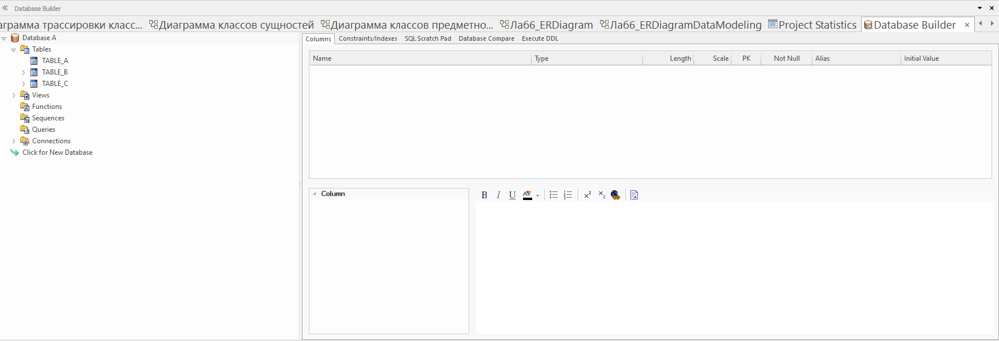 Database Builder
аграмма трассировки класс... Диаграмма классов сущностей Диаграмма классов предметно... Лаб6_ERDiagram Лаб6_ERDiagramDataModeling Project Statistics Database Builder
Database A
Tables
TABLE_A
TABLE_B
TABLE_C
Views
Functions
Sequences
Queries
Connections
Click for New Database
Columns Constraints/Indexes SQL Scratch Pad Database Compare Execute DDL
Name Type Length Scale PK Not Null Alias Initial Value
Column
B I U